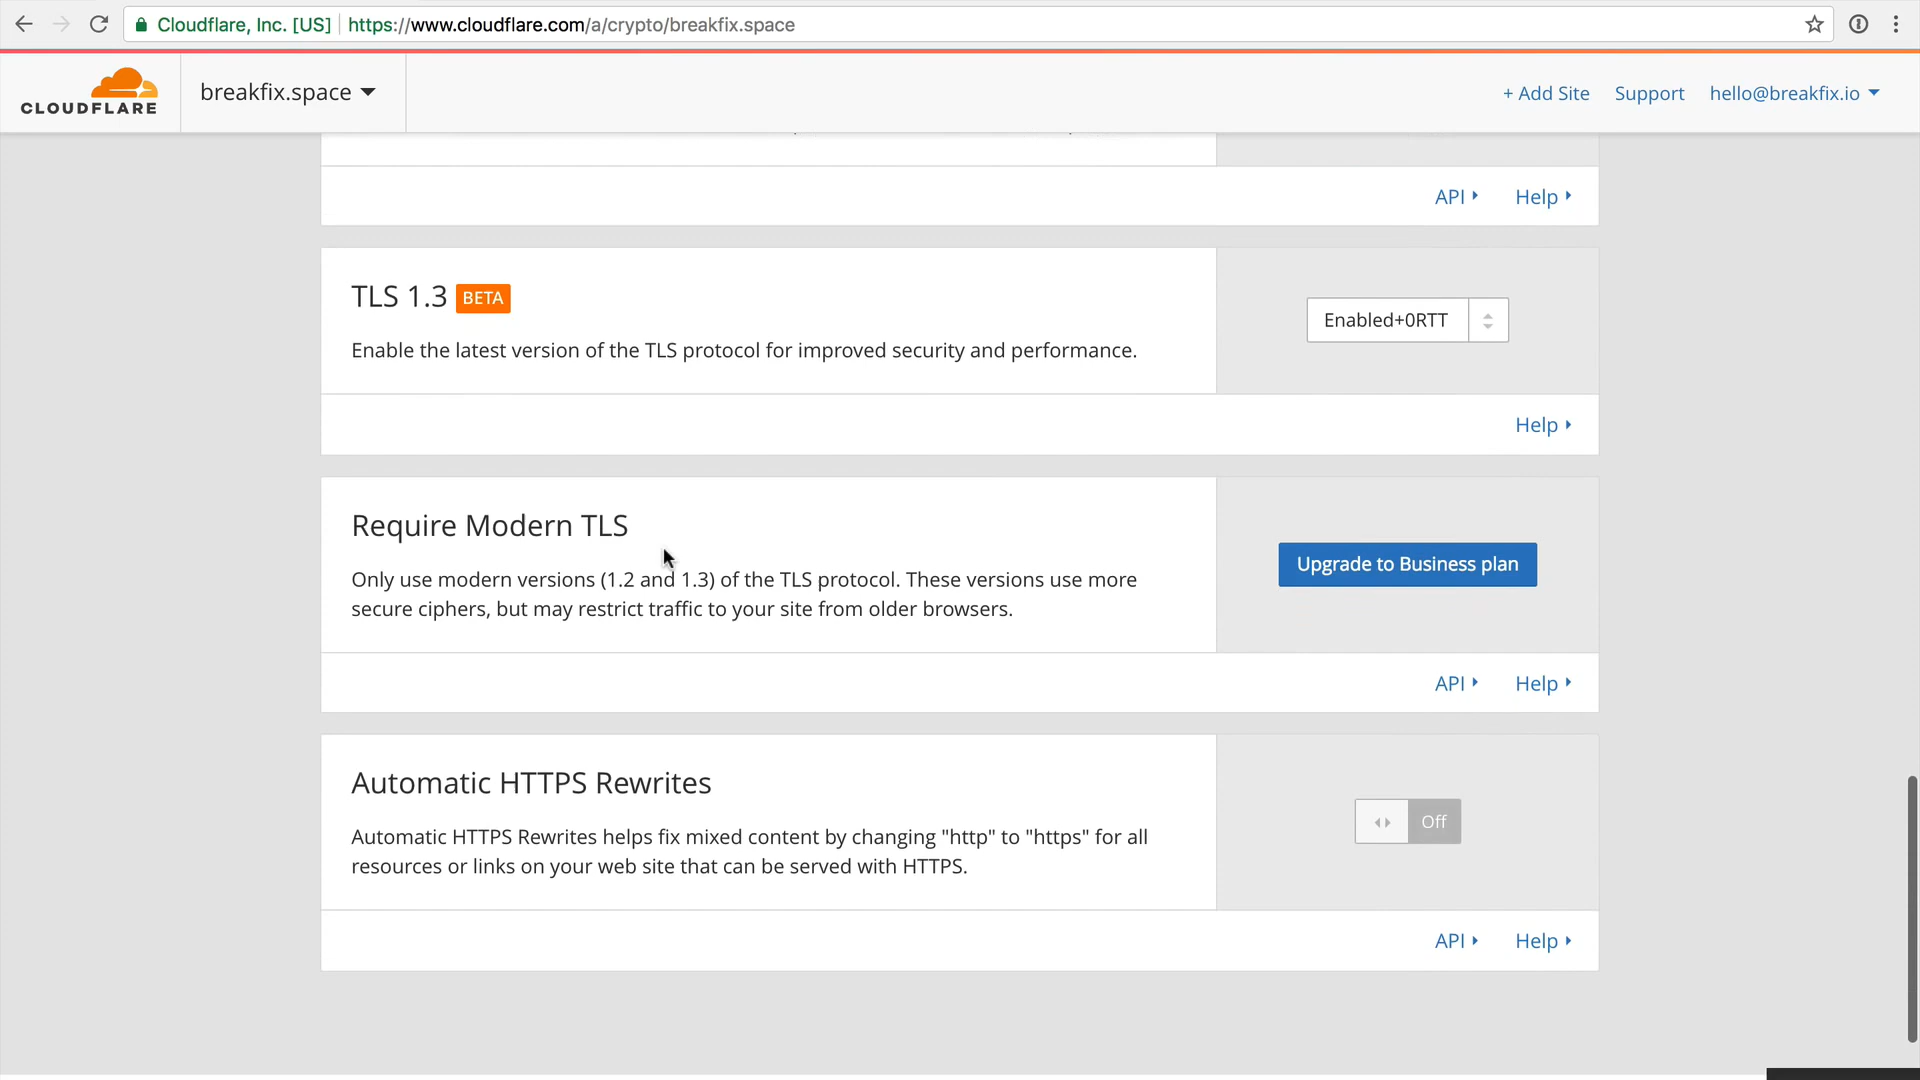 Cloudflare, Inc. [US] https://www.cloudflare.com/a/crypto/breakfix.space
CLOUDFLARE
breakfix.space
+ Add Site Support hello@breakfix.io
API Help
TLS 1.3 BETA
Enable the latest version of the TLS protocol for improved security and performance.
Enabled+0RTT
Help
Require Modern TLS
Only use modern versions (1.2 and 1.3) of the TLS protocol. These versions use more
secure ciphers, but may restrict traffic to your site from older browsers.
Upgrade to Business plan
API Help
Automatic HTTPS Rewrites
Automatic HTTPS Rewrites helps fix mixed content by changing "http" to "https" for all
resources or links on your web site that can be served with HTTPS.
Off
API Help